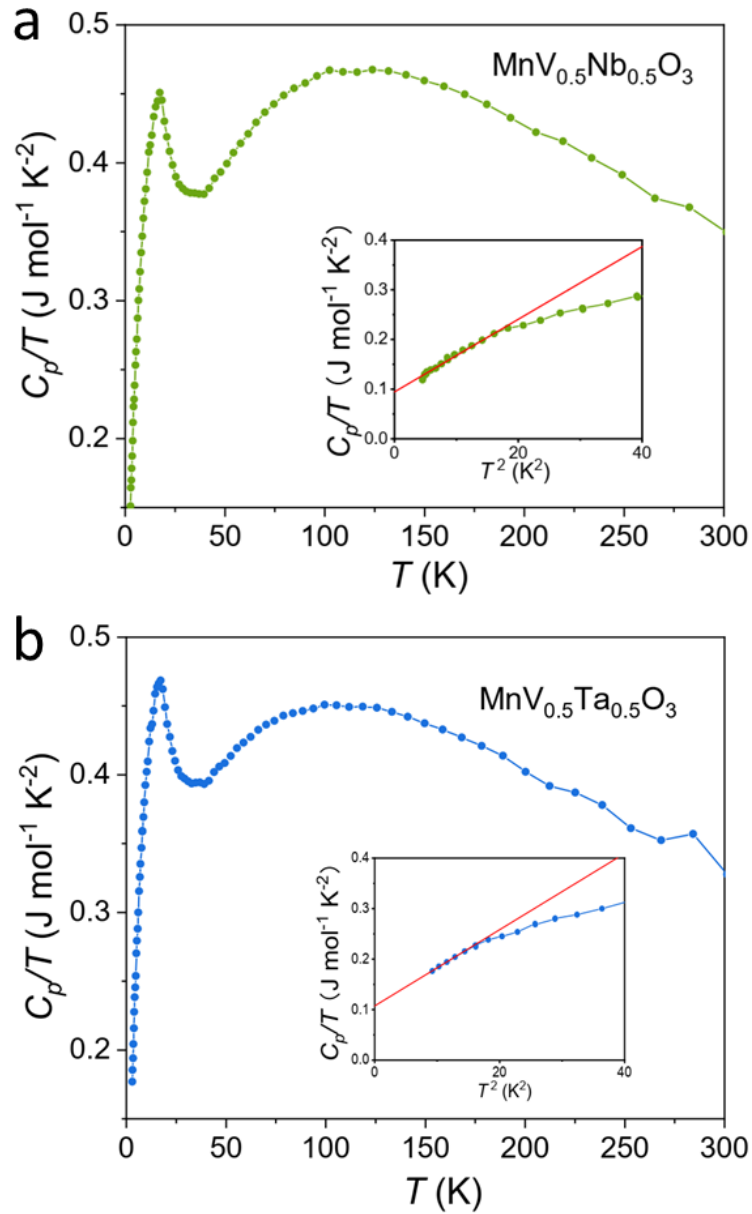 a
MnV0.5Nb0.5O3
Cp/T (J mol-1 K-2)
0.5
0.4
0.3
0.2
Cp/T ( J mol-1 K-2)
0.4
0.3
0.2
0.1
0.0
0 20 40
T 2 (K2)
0 50 100 150 200 250 300
T (K)
b
MnV0.5Ta0.5O3
Cp/T (J mol-1 K-2)
0.5
0.4
0.3
0.2
Cp/T ( J mol-1 K-2)
0.4
0.3
0.2
0.1
0.0
0 20 40
T 2 (K2)
0 50 100 150 200 250 300
T (K)